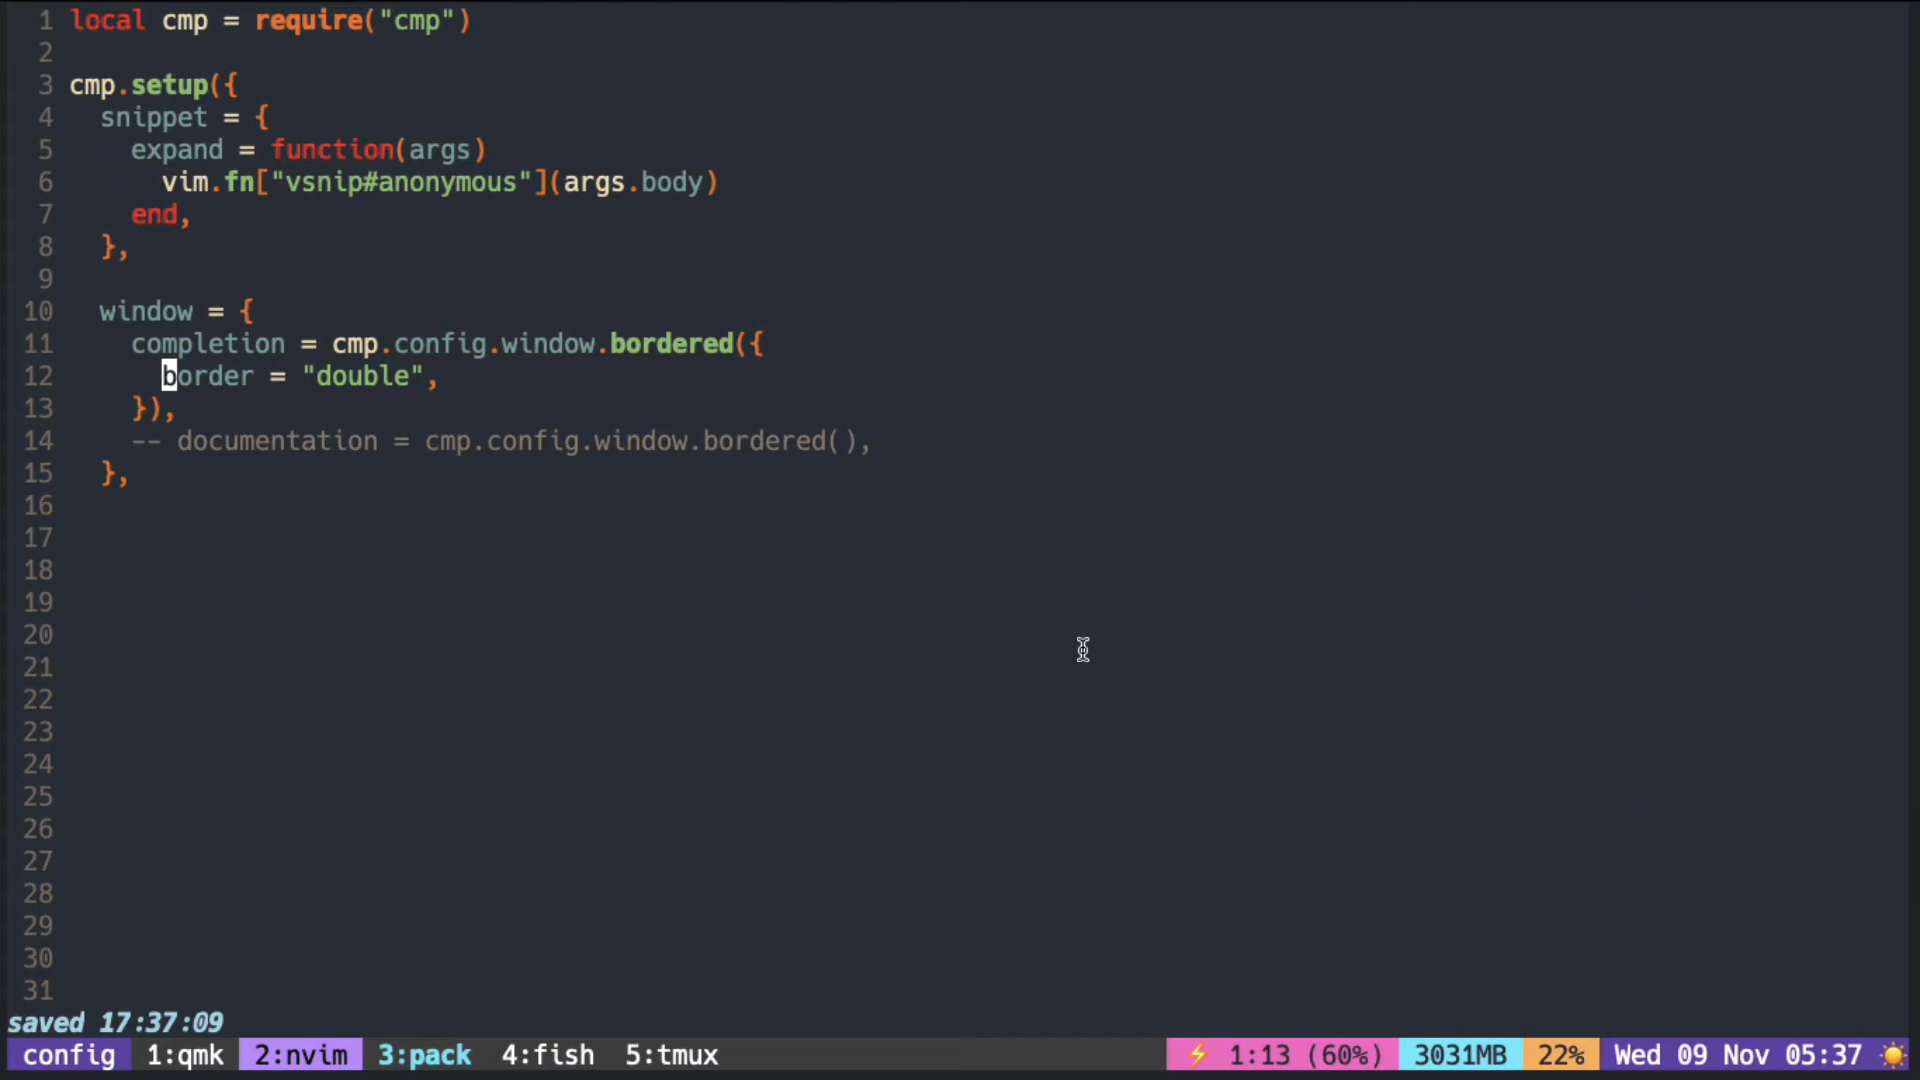 1 local cmp = require("cmp")
2
3 cmp.setup({
4   snippet = {
5     expand = function(args)
6       vim.fn["vsnip#anonymous"](args.body)
7     end,
8   },
9
10   window = {
11     completion = cmp.config.window.bordered({
12       border = "double",
13     }),
14     -- documentation = cmp.config.window.bordered(),
15   },
16
17
18
19
20
21
22
23
24
25
26
27
28
29
30
31
saved 17:37:09
config 1:qmk 2:nvim 3:pack 4:fish 5:tmux ⚡ 1:13 (60%) 3031MB 22% Wed 09 Nov 05:37 ☀️